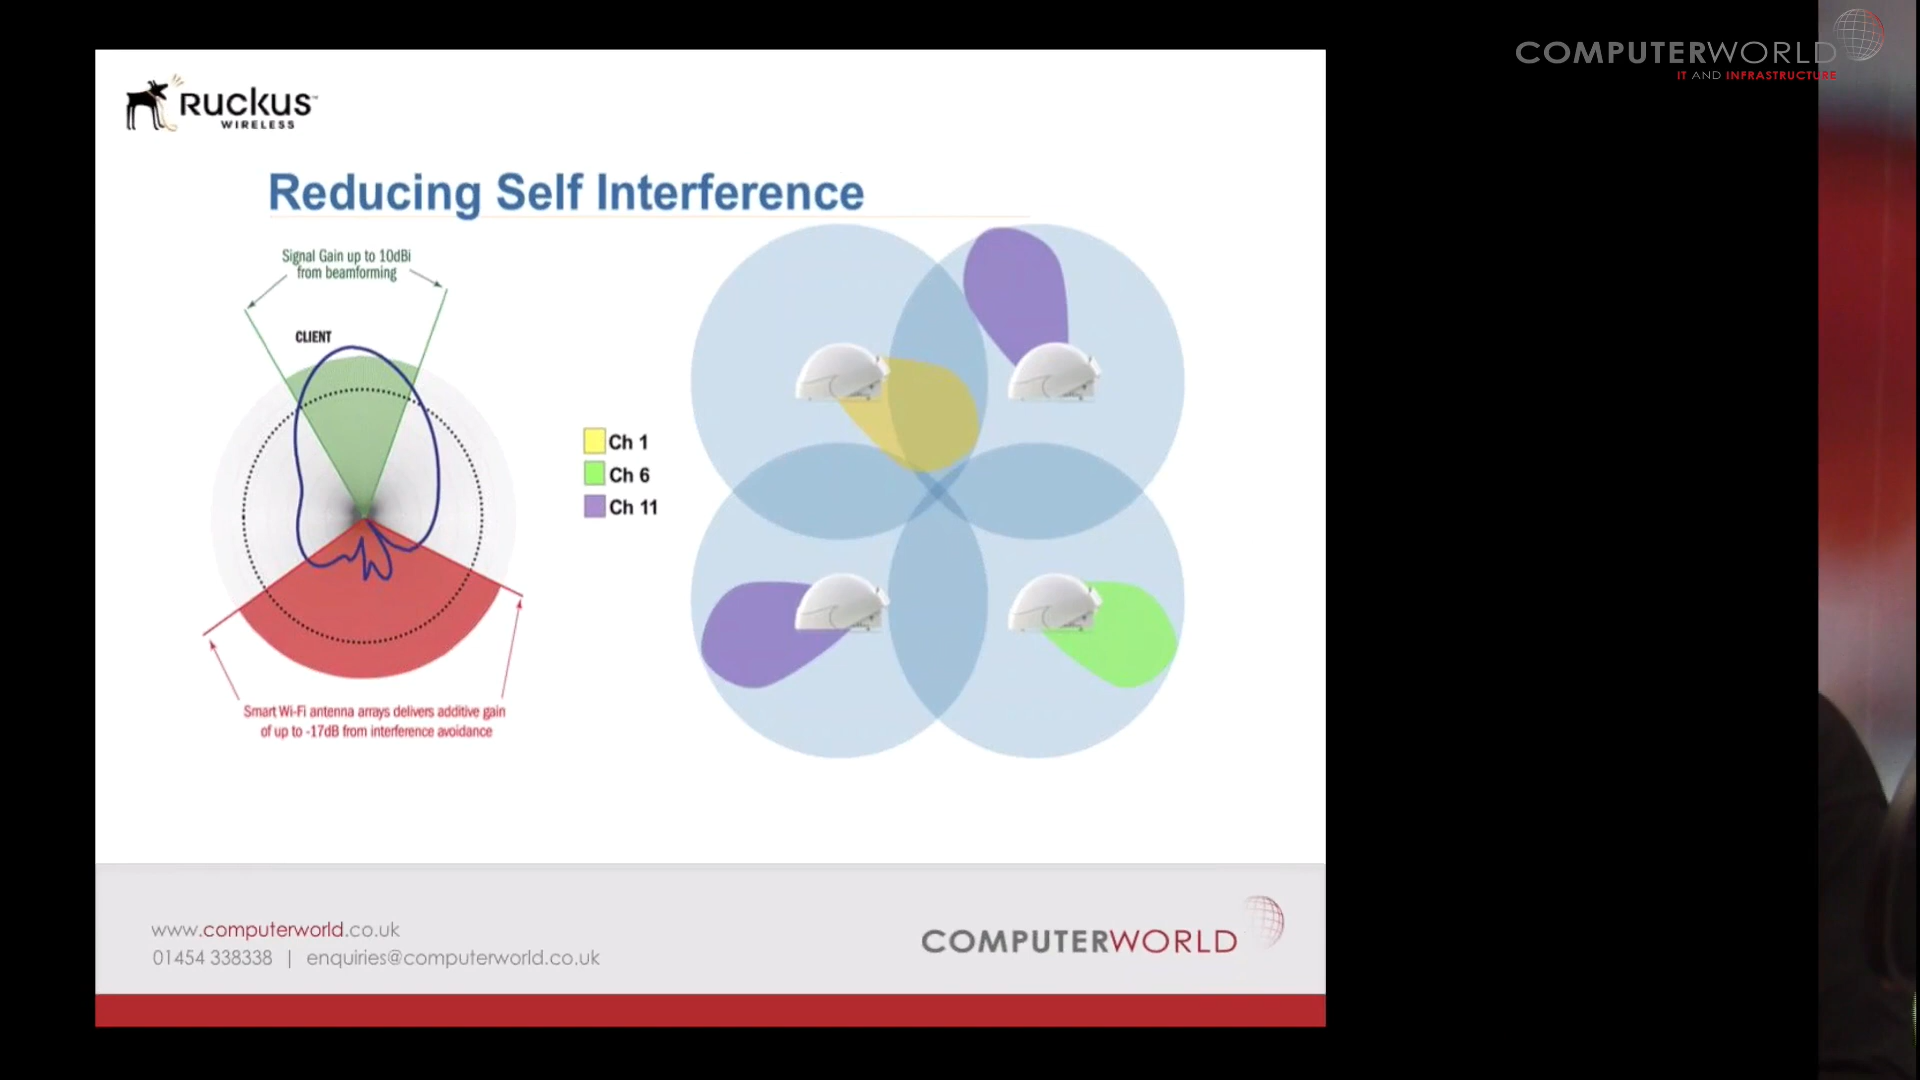 COMPUTERWORLD
IT AND INFRASTRUCTURE
Ruckus™
WIRELESS
Reducing Self Interference
Signal Gain up to 10dBi
from beamforming
CLIENT
Ch 1
Ch 6
Ch 11
Smart Wi-Fi antenna arrays delivers additive gain
of up to -17dB from interference avoidance
www.computerworld.co.uk
01454 338338 | enquiries@computerworld.co.uk
COMPUTERWORLD